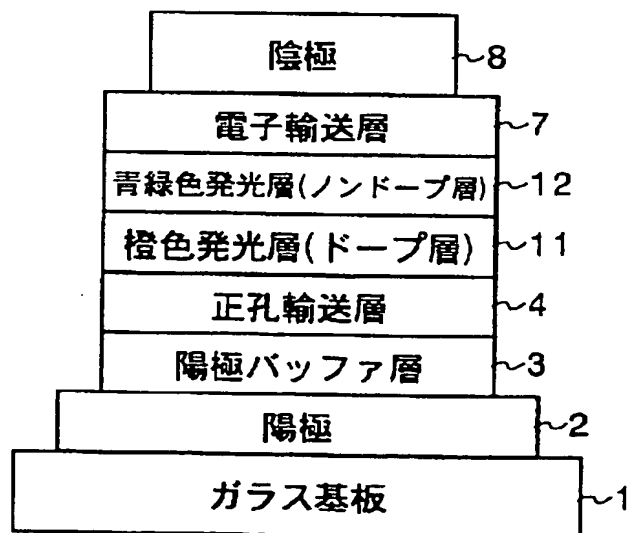 陰極 8
電子輸送層 7
青緑色発光層(ノンドープ層) 12
橙色発光層(ドープ層) 11
正孔輸送層 4
陽極バッファ層 3
陽極 2
ガラス基板 1